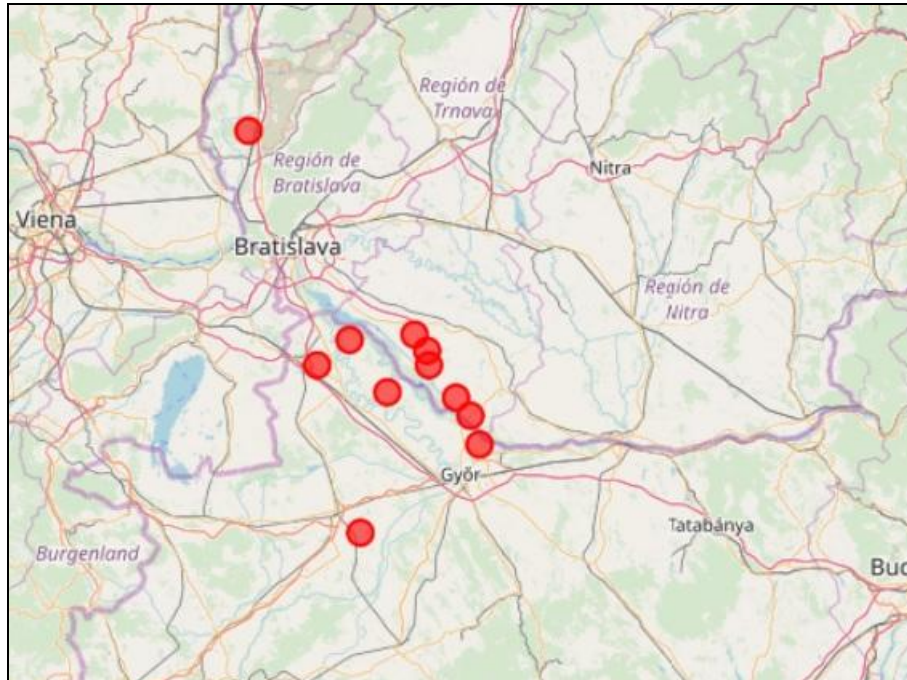 Región de
Trnava
Región de
Bratislava
Nitra
Viena
Bratislava
Región de
Nitra
Győr
Tatabánya
Burgenland
Bud